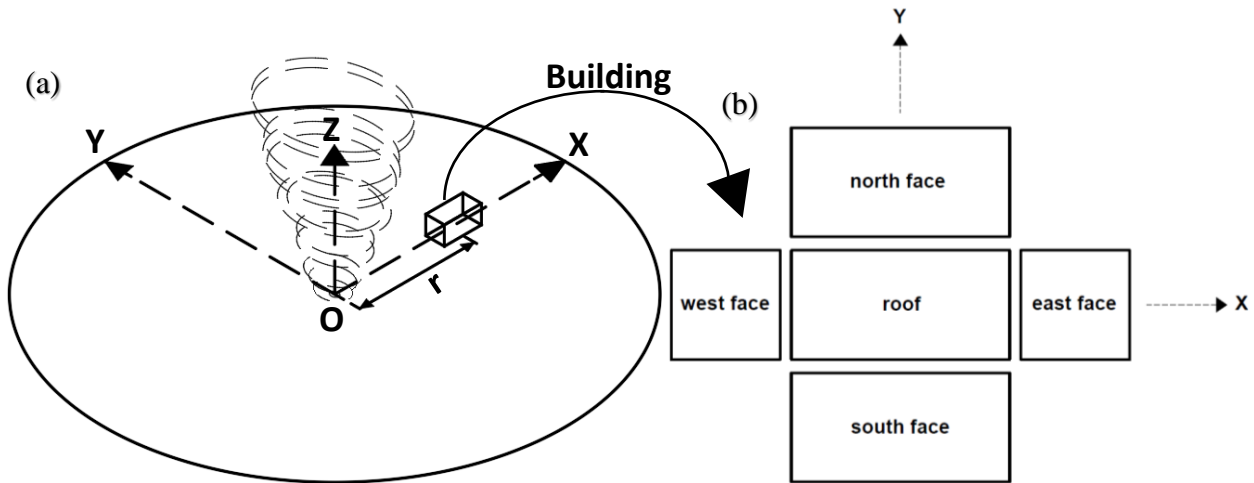 (a)
Y
Z
X
O
r
Building
(b)
Y
north face
west face
roof
east face
X
south face